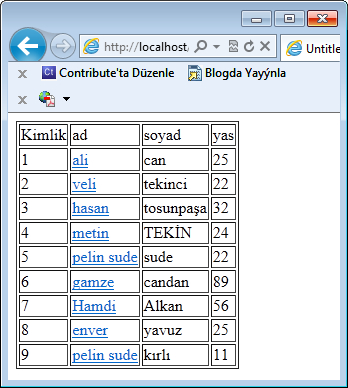 http://localhost/
Untitle
Contribute'ta Düzenle Blogda Yayýnla
Kimlik ad soyad yas
1 ali can 25
2 veli tekinci 22
3 hasan tosunpaşa 32
4 metin TEKİN 24
5 pelin sude sude 22
6 gamze candan 89
7 Hamdi Alkan 56
8 enver yavuz 25
9 pelin sude kırlı 11